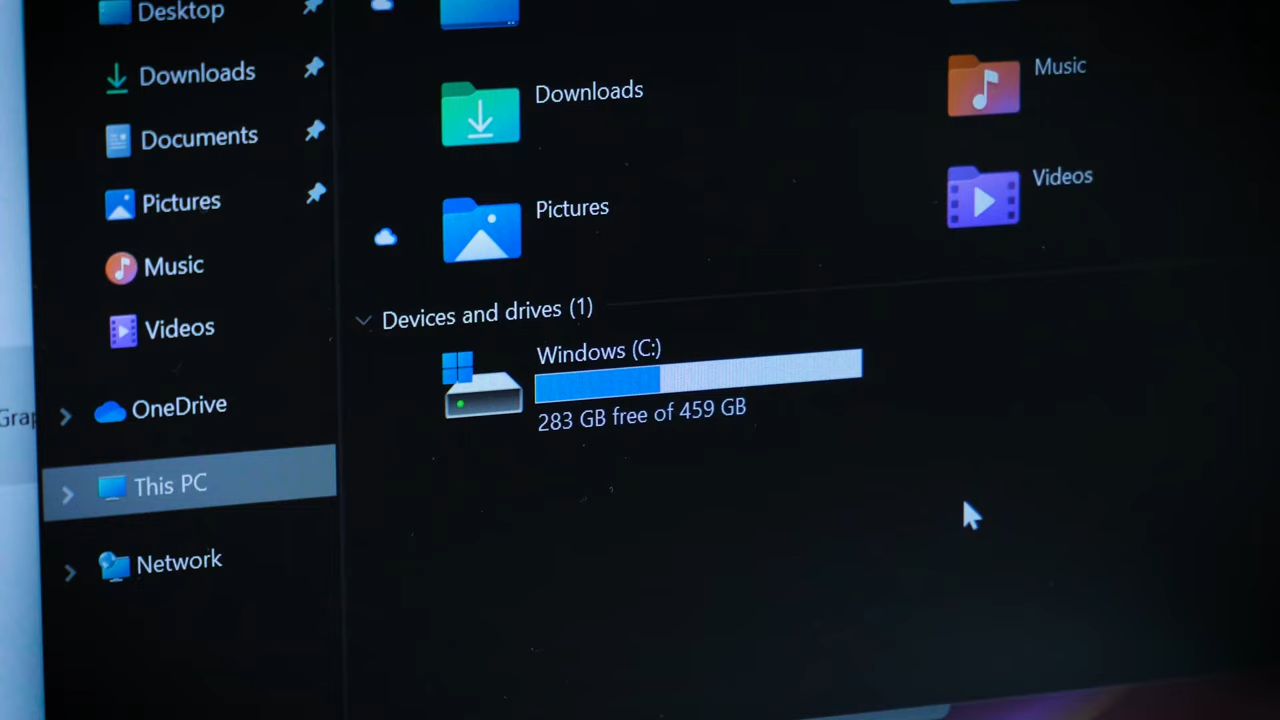 Desktop
Downloads
Documents
Pictures
Music
Videos
OneDrive
This PC
Network
Downloads
Music
Pictures
Videos
Devices and drives (1)
Windows (C:)
283 GB free of 459 GB